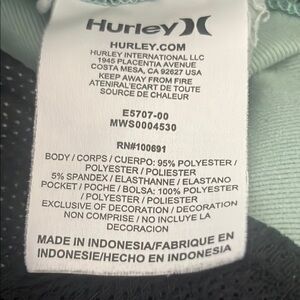 Hurley
HURLEY.COM
HURLEY INTERNATIONAL LLC
1945 PLACENTIA AVENUE
COSTA MESA, CA 92627 USA
KEEP AWAY FROM FIRE
ATENIRALÉCART DE TOUTE
SOURCE DE CHALEUR
E5707-00
MWS0004530
RN#100691
BODY / CORPS / CUERPO: 95% POLYESTER /
POLYESTER / POLIESTER
5% SPANDEX / ELASTHANNE / ELASTANO
POCKET / POCHE / BOLSA: 100% POLYESTER
/ POLYESTER / POLIESTER
EXCLUSIVE OF DECORATION / DECORATION
NON COMPRISE / NO INCLUYE LA
DECORACION
MADE IN INDONESIA/FABRIQUE EN
INDONESIE/HECHO EN INDONESIA